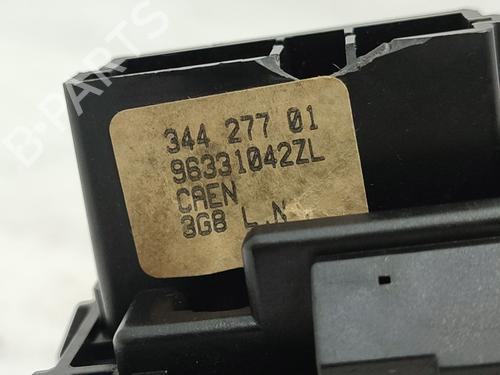 B-PARTS
344 277 01
96331042ZL
CAEN
3G8 L.N